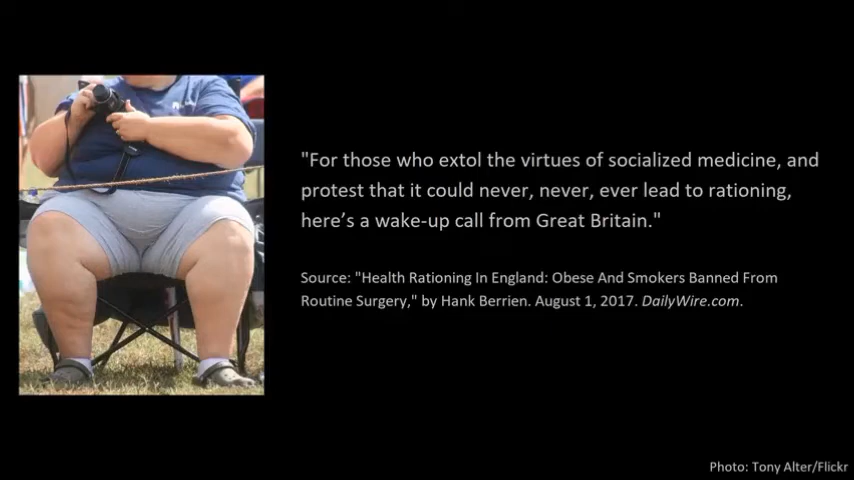 "For those who extol the virtues of socialized medicine, and
protest that it could never, never, ever lead to rationing,
here’s a wake-up call from Great Britain."
Source: "Health Rationing In England: Obese And Smokers Banned From
Routine Surgery," by Hank Berrien. August 1, 2017. DailyWire.com.
Photo: Tony Alter/Flickr